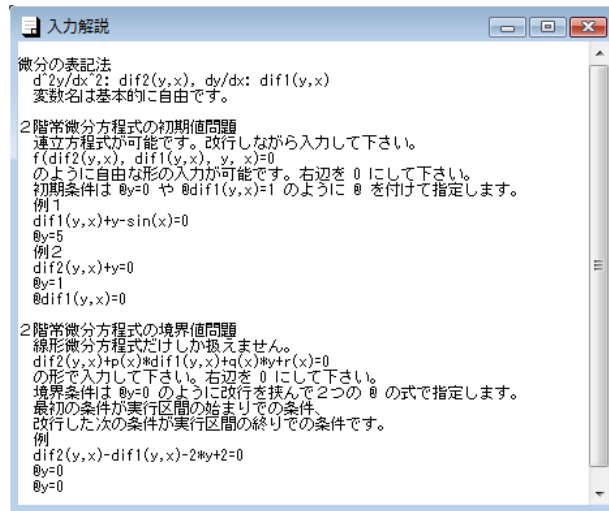 入力解説
微分の表記法
d^2y/dx^2: dif2(y,x), dy/dx: dif1(y,x)
変数名は基本的に自由です。
２階常微分方程式の初期値問題
連立方程式が可能です。改行しながら入力して下さい。
f(dif2(y,x), dif1(y,x), y, x)=0
のように自由な形の入力が可能です。右辺を 0 にして下さい。
初期条件は @y=0 や @dif1(y,x)=1 のように @ を付けて指定します。
例１
dif1(y,x)+y-sin(x)=0
@y=5
例２
dif2(y,x)+y=0
@y=1
@dif1(y,x)=0
２階常微分方程式の境界値問題
線形微分方程式だけしか扱えません。
dif2(y,x)+p(x)*dif1(y,x)+q(x)*y+r(x)=0
の形で入力して下さい。右辺を 0 にして下さい。
境界条件は @y=0 のように改行を挟んで２つの @ の式で指定します。
最初の条件が実行区間の始まりでの条件、
改行した次の条件が実行区間の終りでの条件です。
例
dif2(y,x)-dif1(y,x)-2*y+2=0
@y=0
@y=0